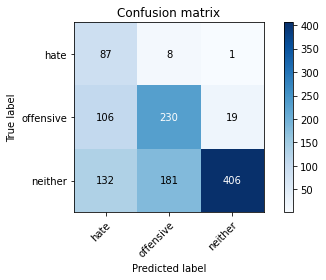 Confusion matrix
True label
hate
87
8
1
offensive
106
230
19
neither
132
181
406
hate
offensive
neither
Predicted label
400
350
300
250
200
150
100
50